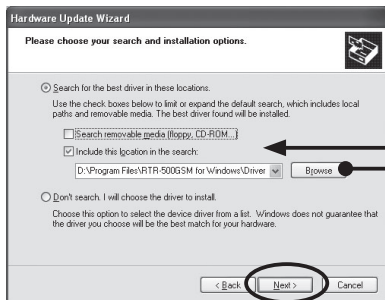 Hardware Update Wizard
Please choose your search and installation options.
Search for the best driver in these locations.
Use the check boxes below to limit or expand the default search, which includes local
paths and removable media. The best driver found will be installed.
Search removable media (floppy, CD-ROM...)
Include this location in the search:
D:\Program Files\RTR-500GSM for Windows\Driver
Browse
Don't search. I will choose the driver to install.
Choose this option to select the device driver from a list. Windows does not guarantee that
the driver you choose will be the best match for your hardware.
< Back
Next >
Cancel